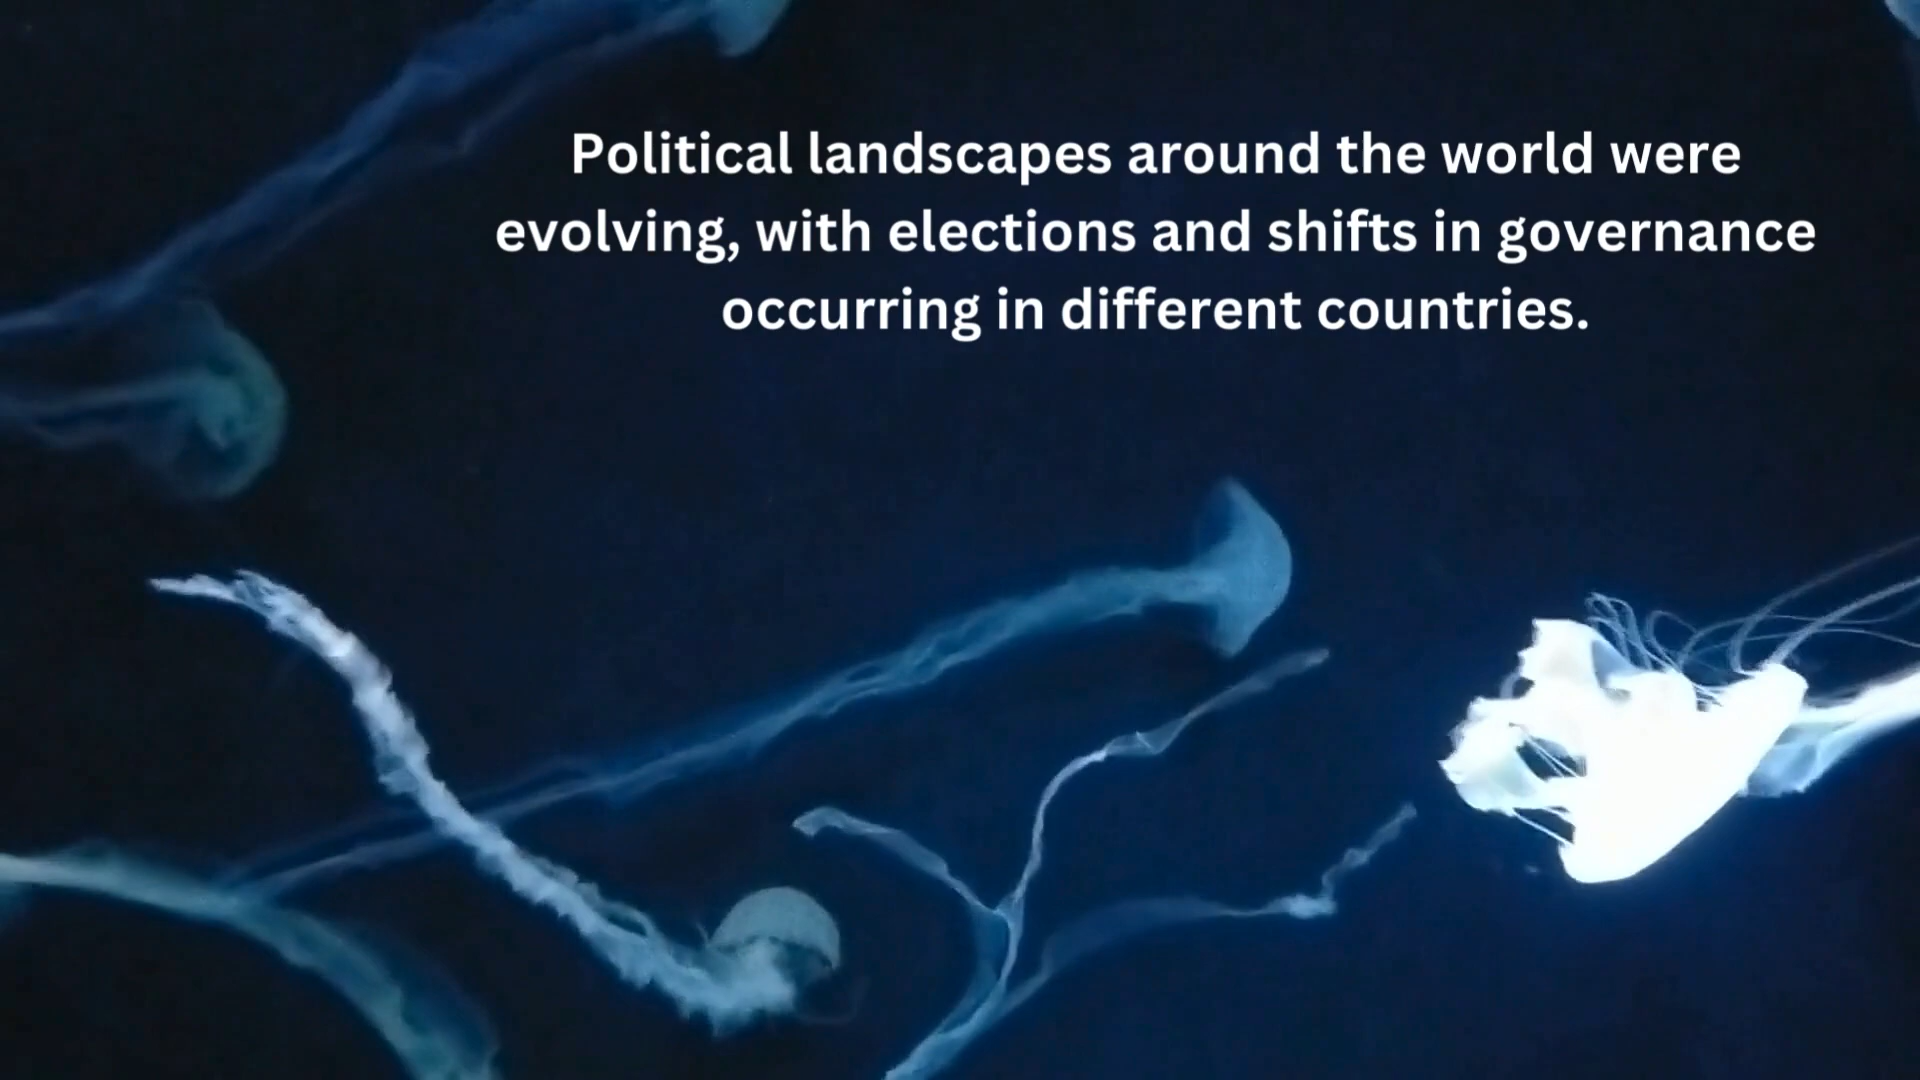 Political landscapes around the world were
evolving, with elections and shifts in governance
occurring in different countries.